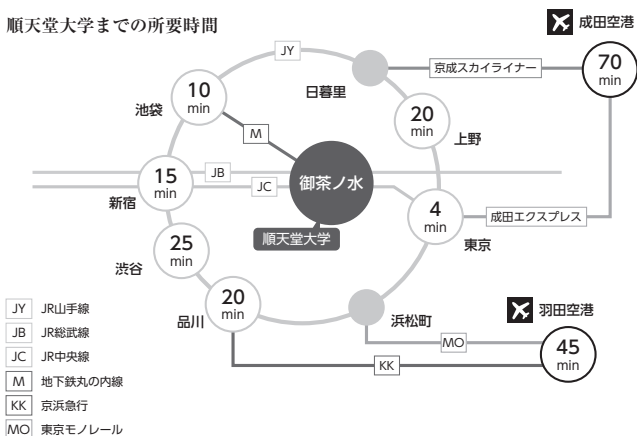 順天堂大学までの所要時間
成田空港
70
min
JY
日暮里
京成スカイライナー
10
min
池袋
20
min
上野
M
JB
JC
御茶ノ水
順天堂大学
15
min
新宿
4
min
東京
成田エクスプレス
25
min
渋谷
20
min
品川
浜松町
羽田空港
45
min
MO
KK
JY JR山手線
JB JR総武線
JC JR中央線
M 地下鉄丸の内線
KK 京浜急行
MO 東京モノレール